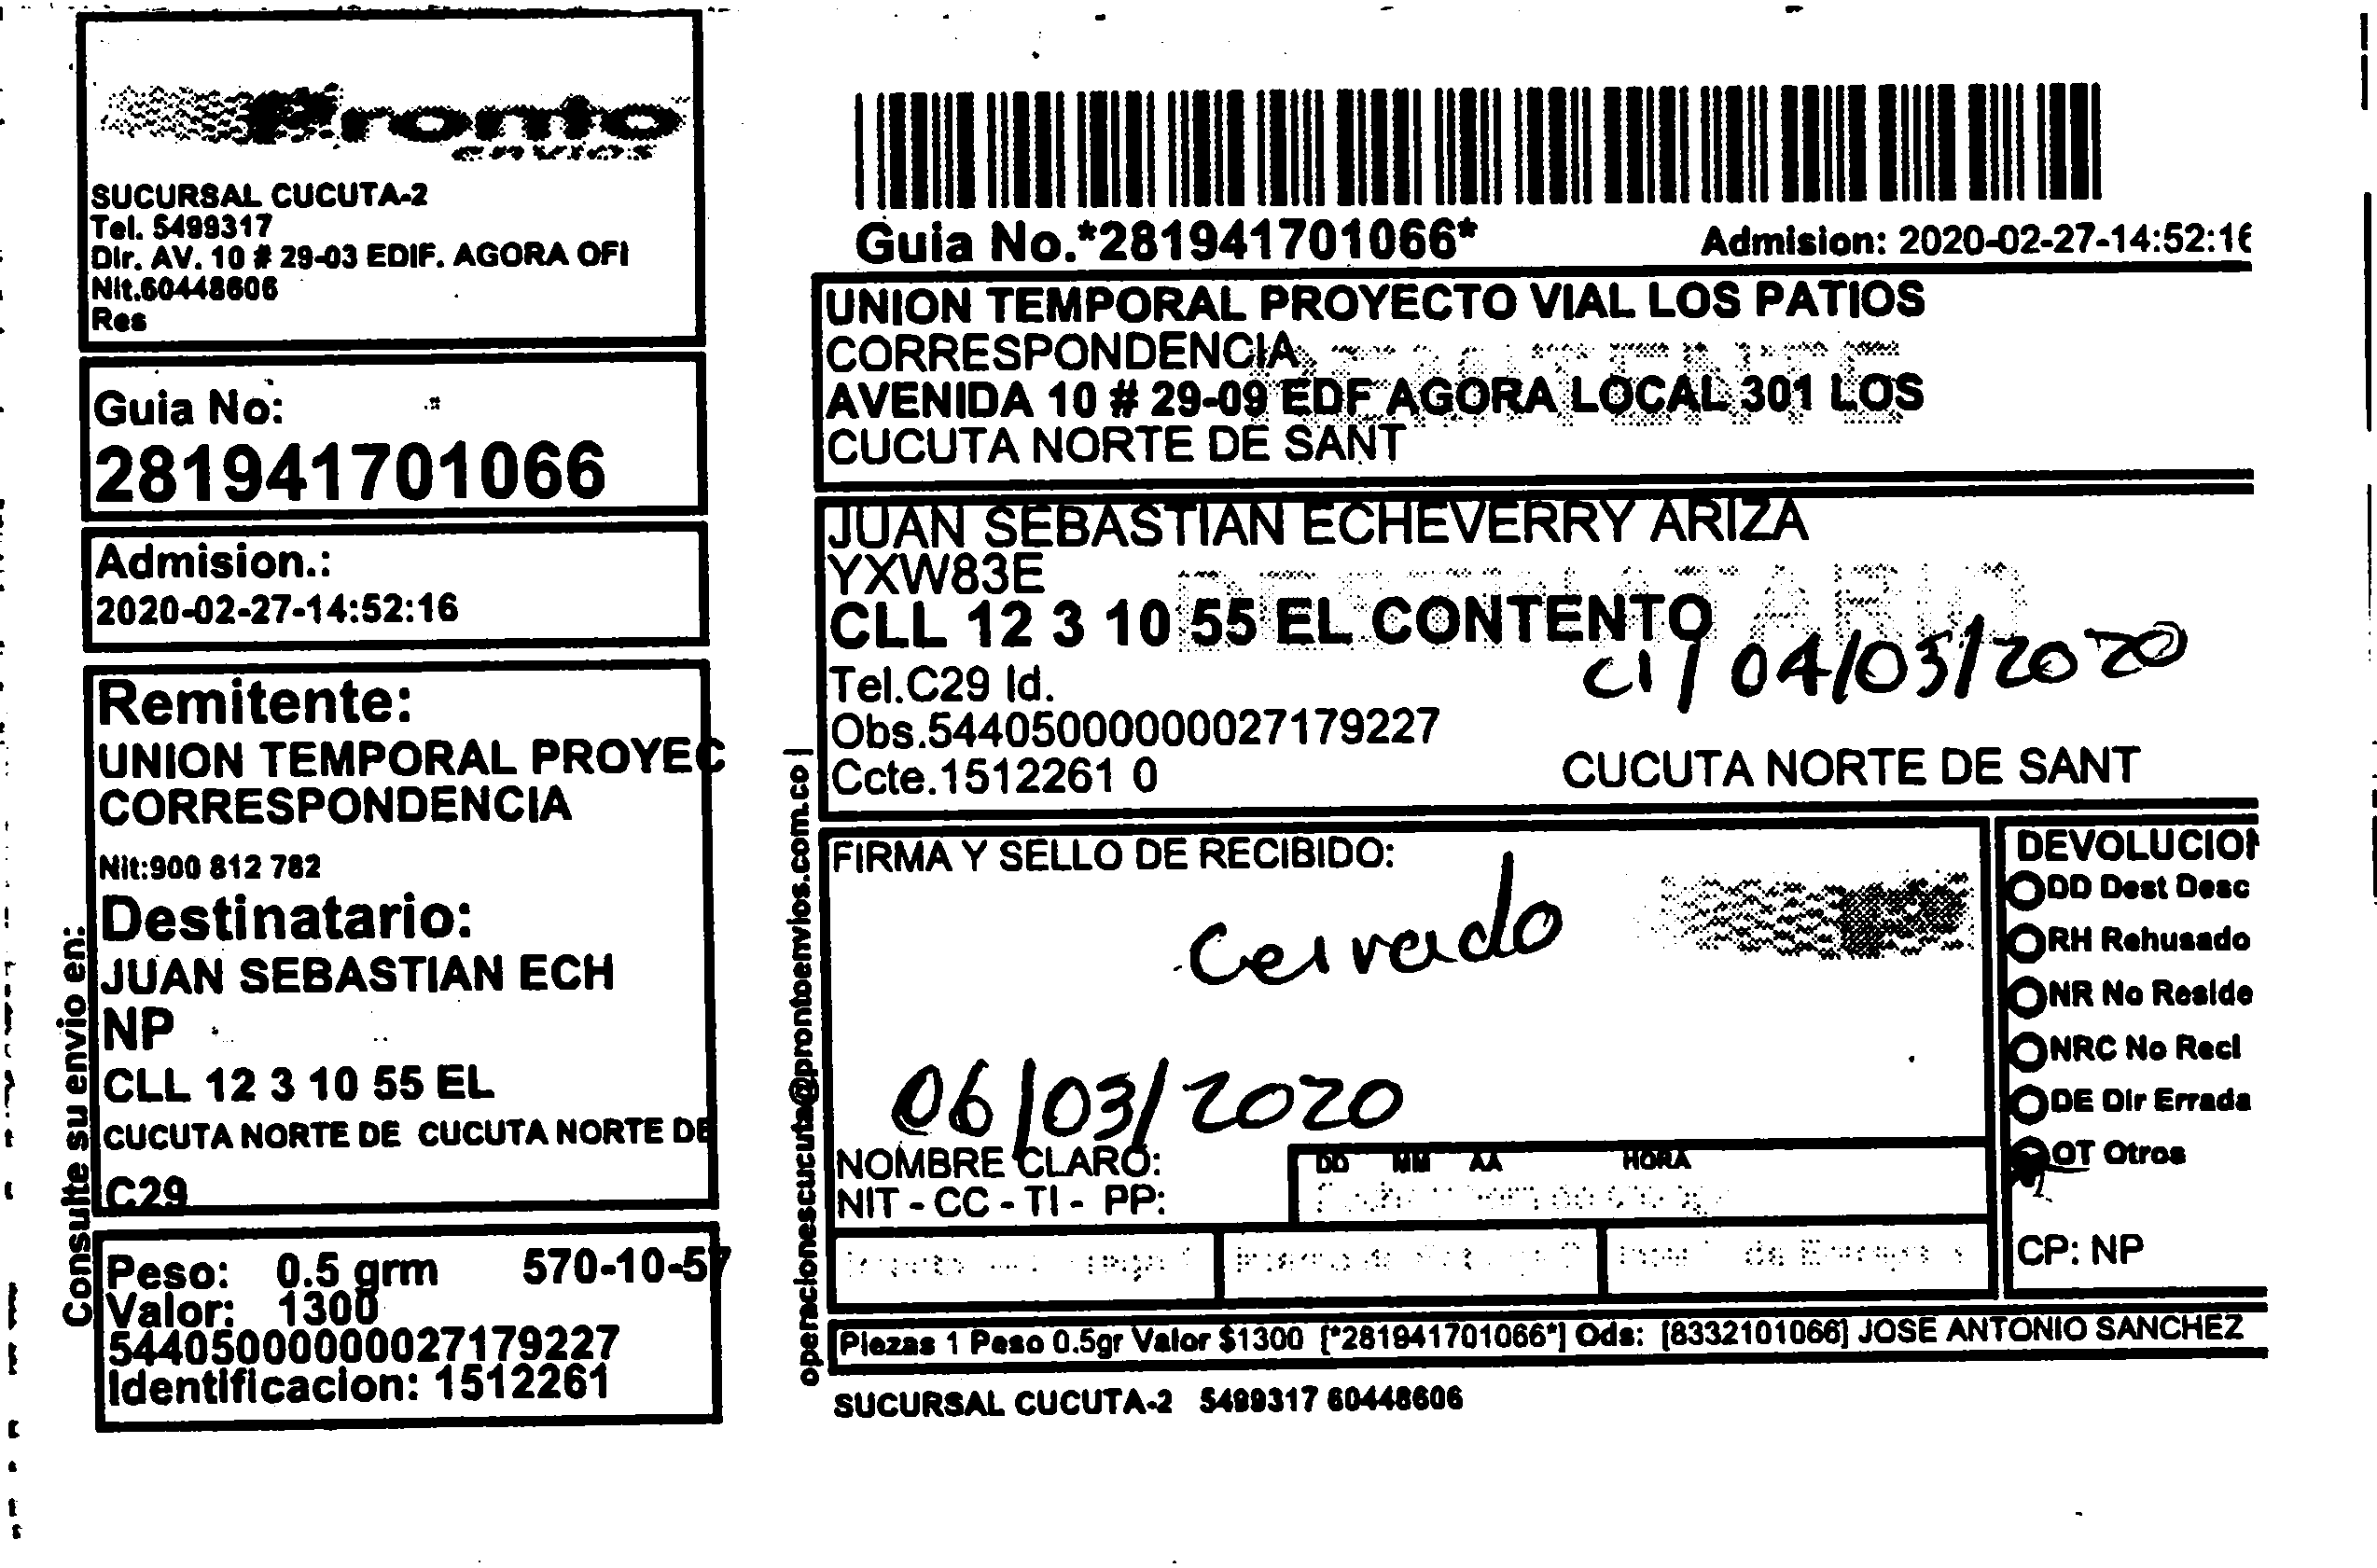 Pronto
envios
SUCURSAL CUCUTA-2
Tel. 5499317
Dir. AV. 10 # 29-03 EDIF. AGORA OFI
Nit.60448606
Res
Guia No:
281941701066
Admision.:
2020-02-27-14:52:16
Remitente:
UNION TEMPORAL PROYEC
CORRESPONDENCIA
Nit:900 812 782
Destinatario:
JUAN SEBASTIAN ECH
NP
CLL 12 3 10 55 EL
CUCUTA NORTE DE CUCUTA NORTE DE
C29
Peso: 0.5 grm 570-10-57
Valor: 1300
544050000000027179227
Identificacion: 1512261
Consulte su envio en:
operacionescucuta@prontoenvios.com.co |
Guia No.*281941701066*
Admision: 2020-02-27-14:52:16
UNION TEMPORAL PROYECTO VIAL LOS PATIOS
CORRESPONDENCIA
REMITENTE
AVENIDA 10 # 29-09 EDF AGORA LOCAL 301 LOS
CUCUTA NORTE DE SANT
JUAN SEBASTIAN ECHEVERRY ARIZA
YXW83E
DESTINATARIO
CLL 12 3 10 55 EL CONTENTO
04/03/2020
Tel.C29 Id.
Obs.544050000000027179227
Ccte.1512261 0
CUCUTA NORTE DE SANT
FIRMA Y SELLO DE RECIBIDO:
Cerrado
06/03/2020
NOMBRE CLARO:
NIT - CC - TI - PP:
DD MM AA HORA
DEVOLUCION
DD Dest Desc
RH Rehusado
NR No Reside
NRC No Recl
DE Dir Errada
OT Otros
CP: NP
Piezas 1 Peso 0.5gr Valor $1300 [*281941701066*] Ods: [8332101066] JOSE ANTONIO SANCHEZ
SUCURSAL CUCUTA-2 5499317 60448606